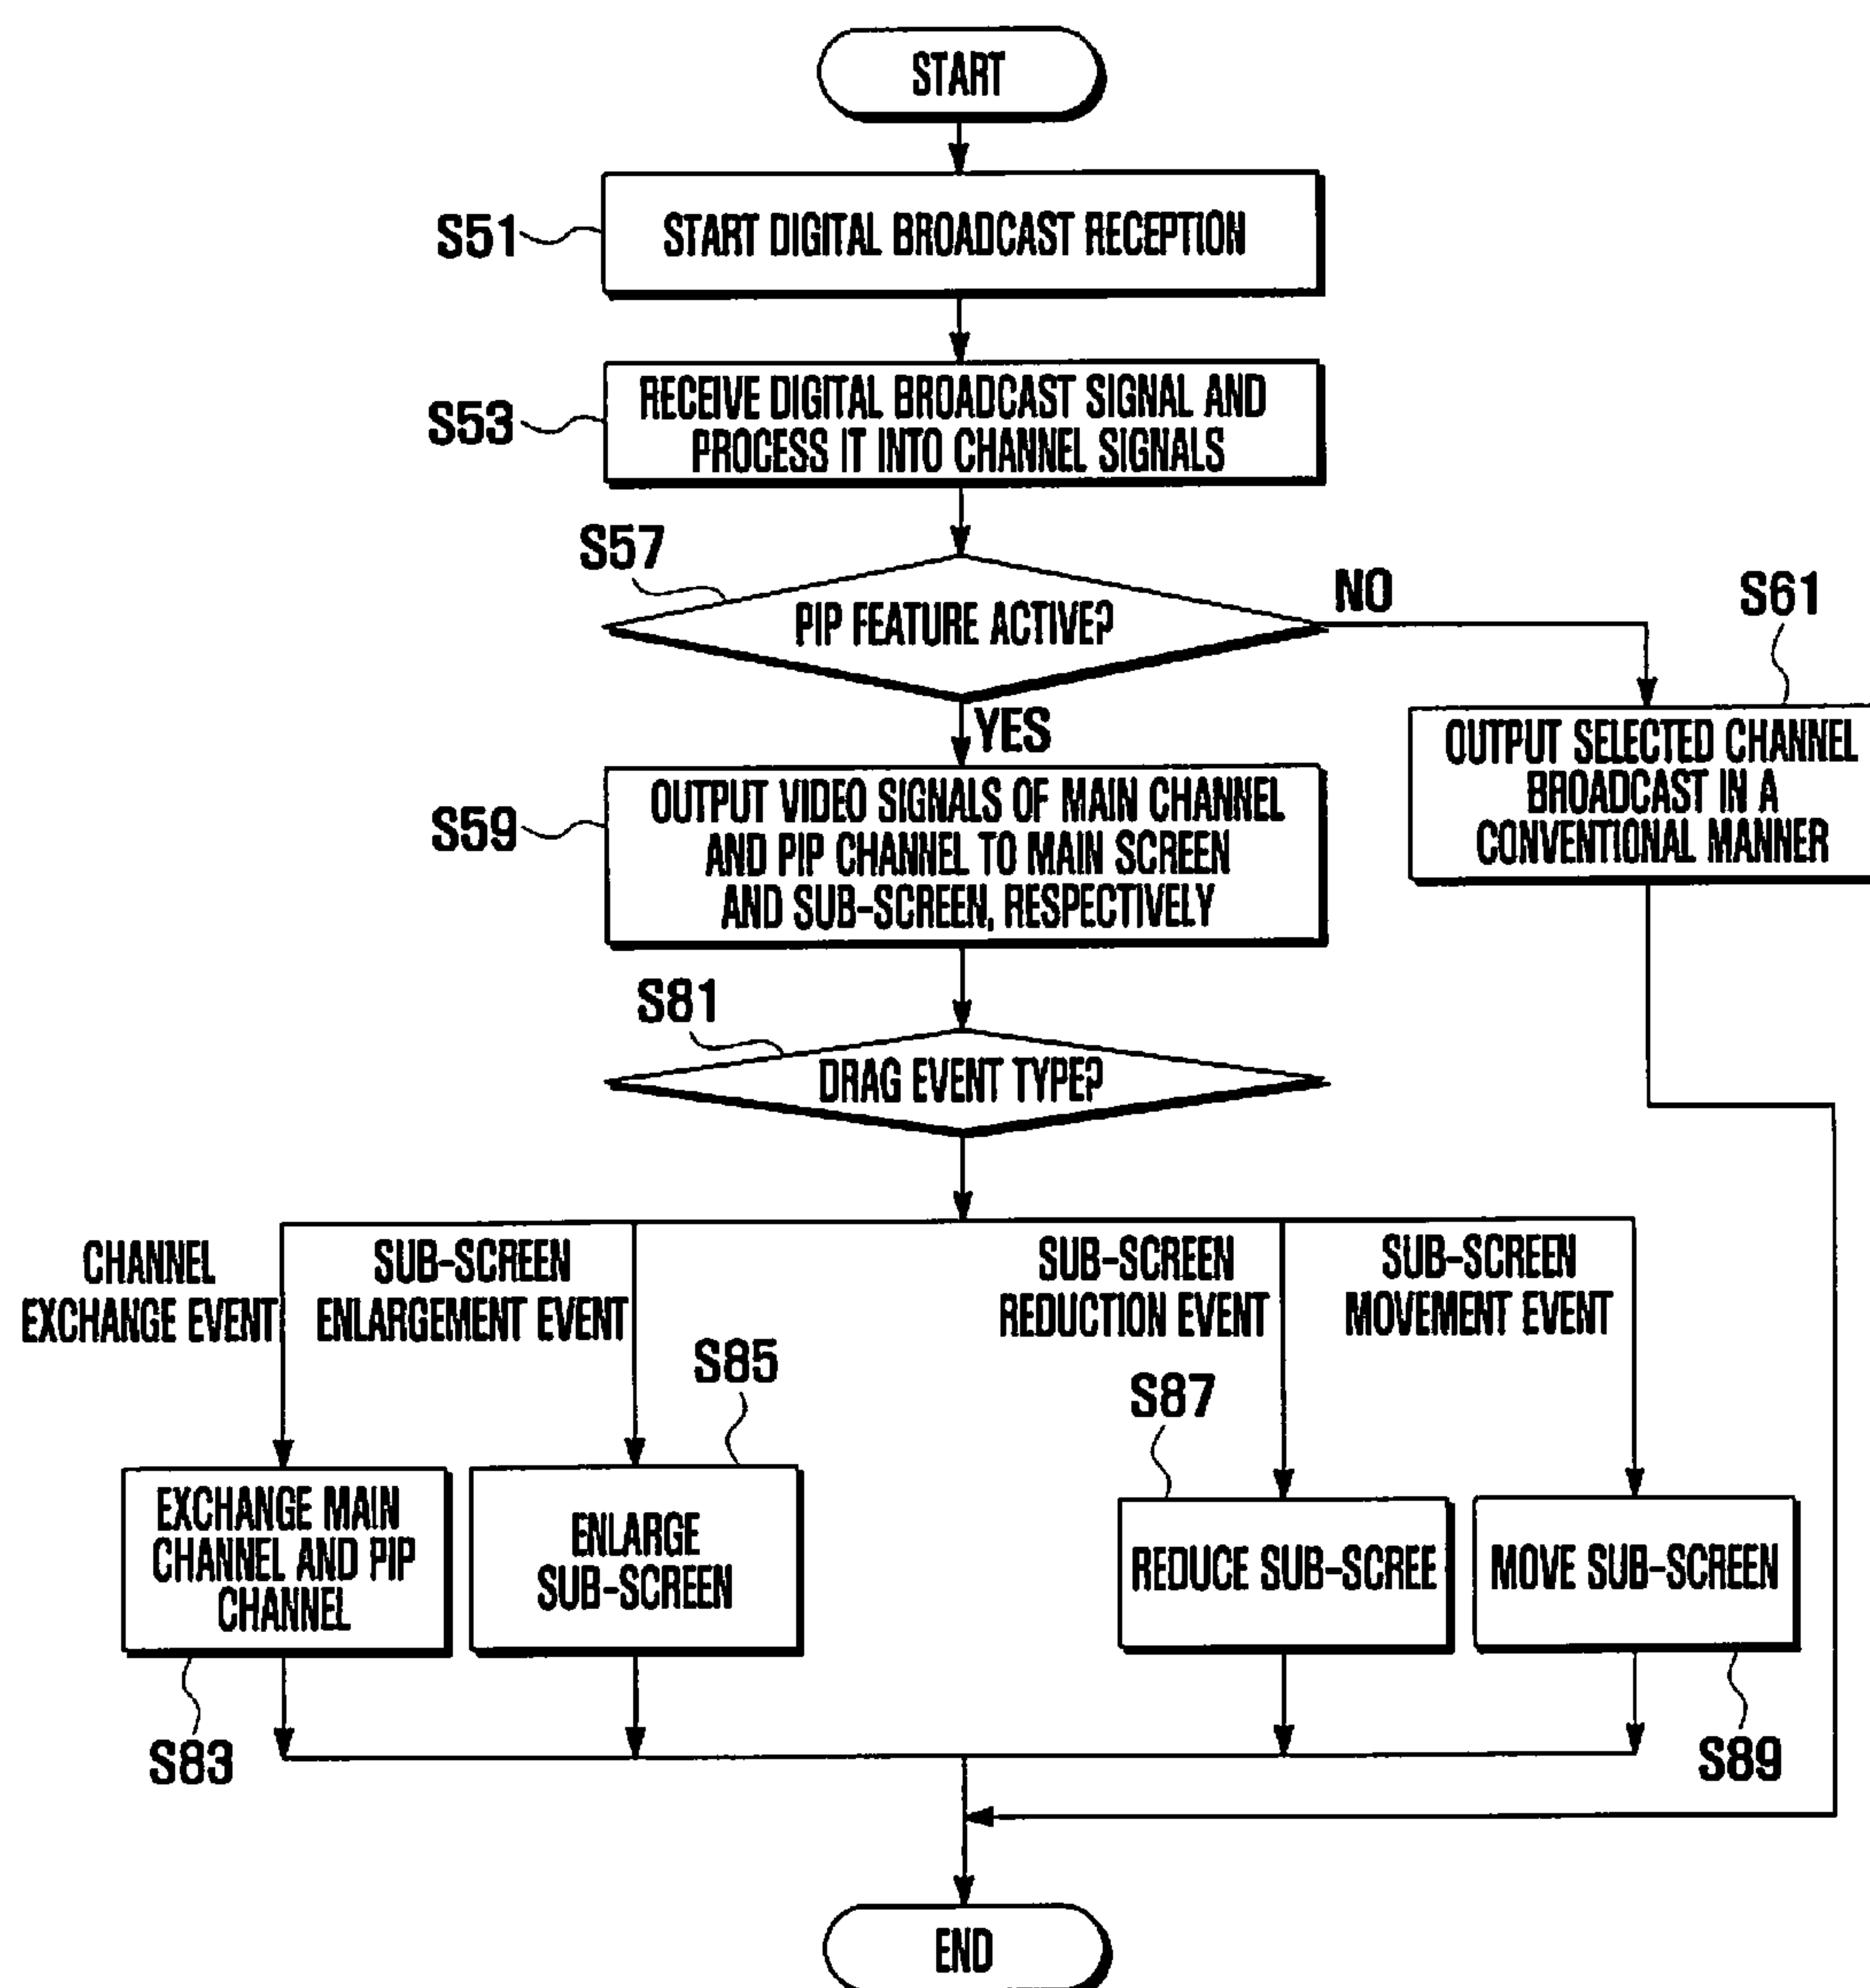 START
S51
START DIGITAL BROADCAST RECEPTION
S53
RECEIVE DIGITAL BROADCAST SIGNAL AND
PROCESS IT INTO CHANNEL SIGNALS
S57
PIP FEATURE ACTIVE?
NO
S61
YES
OUTPUT SELECTED CHANNEL
BROADCAST IN A
CONVENTIONAL MANNER
S59
OUTPUT VIDEO SIGNALS OF MAIN CHANNEL
AND PIP CHANNEL TO MAIN SCREEN
AND SUB-SCREEN, RESPECTIVELY
S81
DRAG EVENT TYPE?
CHANNEL
EXCHANGE EVENT
SUB-SCREEN
ENLARGEMENT EVENT
SUB-SCREEN
REDUCTION EVENT
SUB-SCREEN
MOVEMENT EVENT
S85
S87
EXCHANGE MAIN
CHANNEL AND PIP
CHANNEL
ENLARGE
SUB-SCREEN
REDUCE SUB-SCREE
MOVE SUB-SCREEN
S83
S89
END